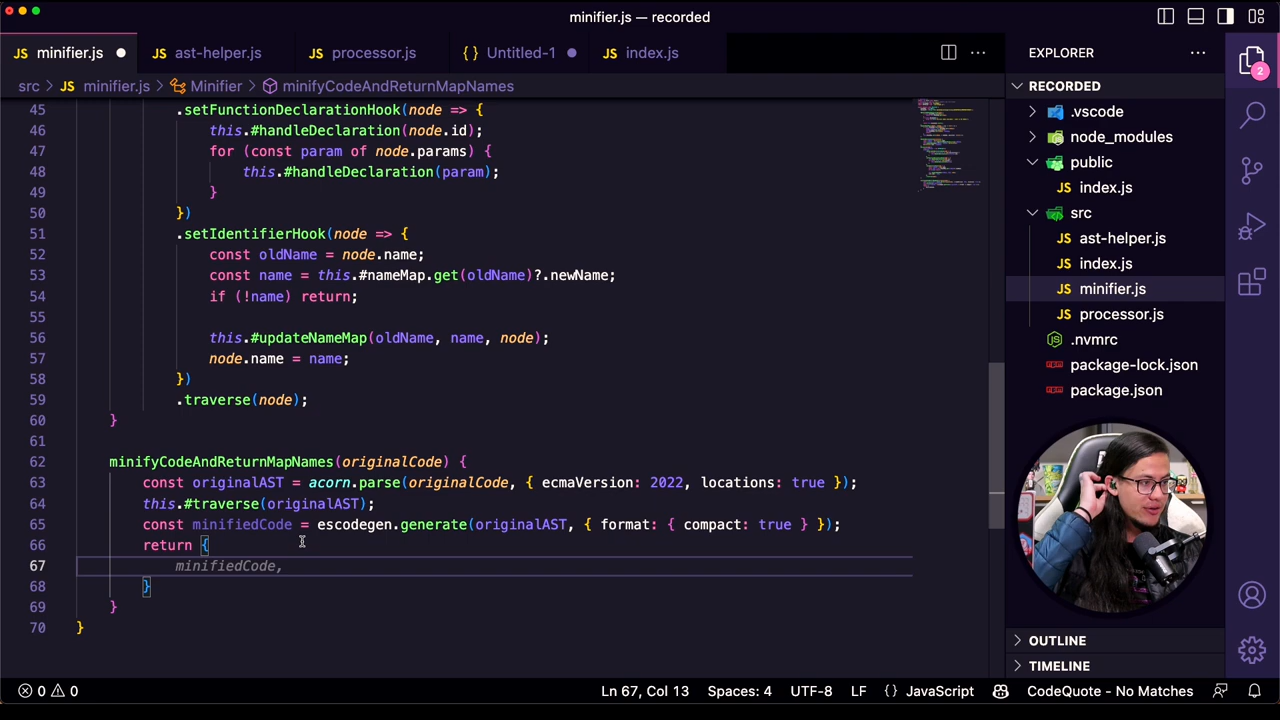 minifier.js — recorded
minifier.js
ast-helper.js
processor.js
{ } Untitled-1
index.js
EXPLORER
src > JS minifier.js > Minifier > minifyCodeAndReturnMapNames
RECORDED
45 .setFunctionDeclarationHook(node => {
46 this.#handleDeclaration(node.id);
47 for (const param of node.params) {
48 this.#handleDeclaration(param);
49 }
50 })
51 .setIdentifierHook(node => {
52 const oldName = node.name;
53 const name = this.#nameMap.get(oldName)?.newName;
54 if (!name) return;
55
56 this.#updateNameMap(oldName, name, node);
57 node.name = name;
58 })
59 .traverse(node);
60 }
61
62 minifyCodeAndReturnMapNames(originalCode) {
63 const originalAST = acorn.parse(originalCode, { ecmaVersion: 2022, locations: true });
64 this.#traverse(originalAST);
65 const minifiedCode = escodegen.generate(originalAST, { format: { compact: true } });
66 return {
67 minifiedCode,
68 }
69 }
70 }
.vscode
node_modules
public
JS index.js
src
JS ast-helper.js
JS index.js
JS minifier.js
JS processor.js
.nvmrc
package-lock.json
package.json
2
OUTLINE
TIMELINE
0 0
Ln 67, Col 13
Spaces: 4
UTF-8
LF
{ } JavaScript
CodeQuote - No Matches